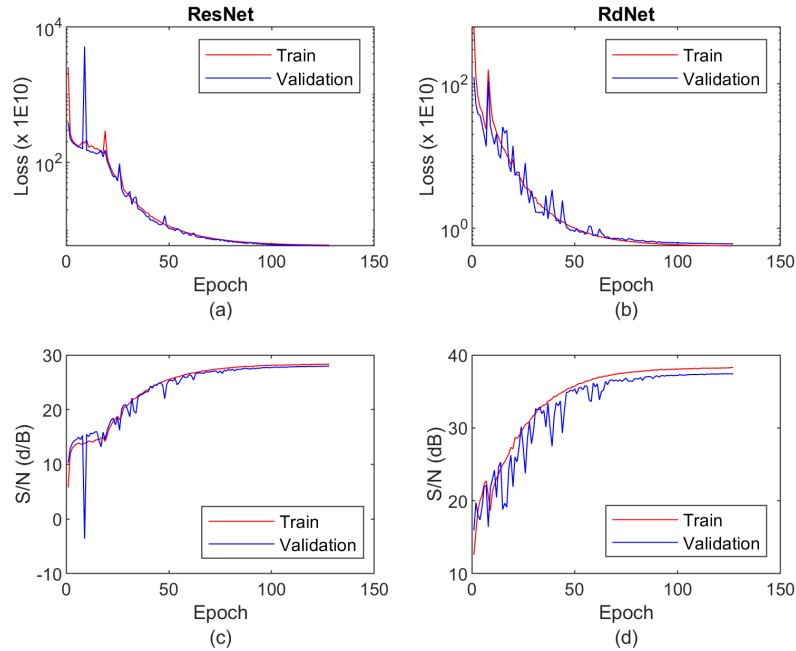 ResNet
10^4
10^2
Loss (x 1E10)
Train
Validation
0
50
100
150
Epoch
(a)
RdNet
10^2
10^0
Loss (x 1E10)
Train
Validation
0
50
100
150
Epoch
(b)
30
20
10
0
-10
S/N (d/B)
Train
Validation
0
50
100
150
Epoch
(c)
40
30
20
10
S/N (dB)
Train
Validation
0
50
100
150
Epoch
(d)